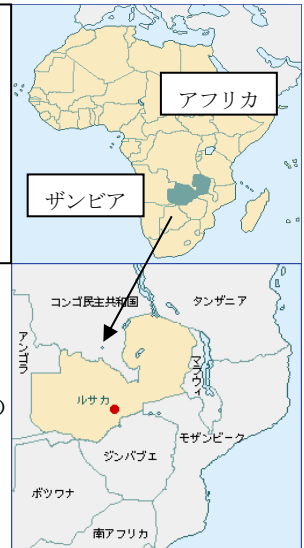 アフリカ
ザンビア
コンゴ民主共和国
タンザニア
アンゴラ
マラウィ
ルサカ
モザンビーク
ジンバブエ
ボツワナ
南アフリカ